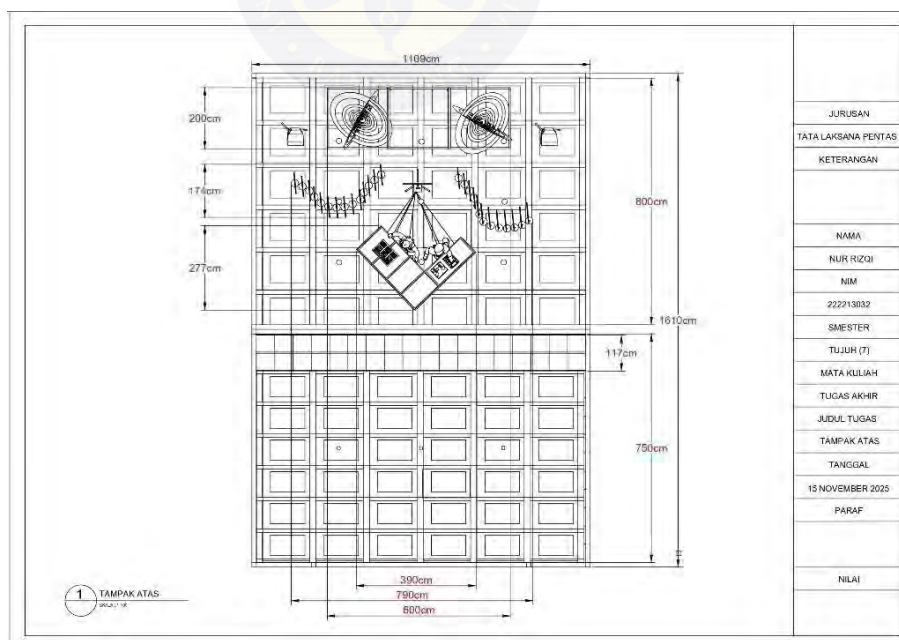 1109cm
200cm
174cm
277cm
800cm
1610cm
117cm
750cm
390cm
790cm
600cm
1
TAMPAK ATAS
JURUSAN
TATA LAKSANA PENTAS
KETERANGAN
NAMA
NUR RIZQI
NIM
222213032
SMESTER
TUJUH (7)
MATA KULIAH
TUGAS AKHIR
JUDUL TUGAS
TAMPAK ATAS
TANGGAL
15 NOVEMBER 2025
PARAF
NILAI